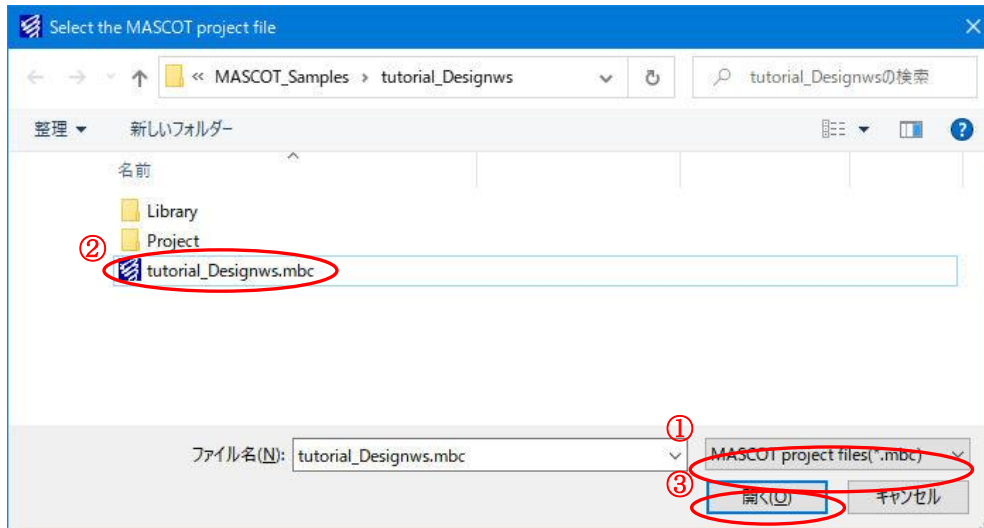 Select the MASCOT project file
« MASCOT_Samples › tutorial_Designws
tutorial_Designwsの検索
整理 新しいフォルダー
名前
Library
Project
② tutorial_Designws.mbc
①
ファイル名(N): tutorial_Designws.mbc MASCOT project files(*.mbc)
③ 開く(O) キャンセル